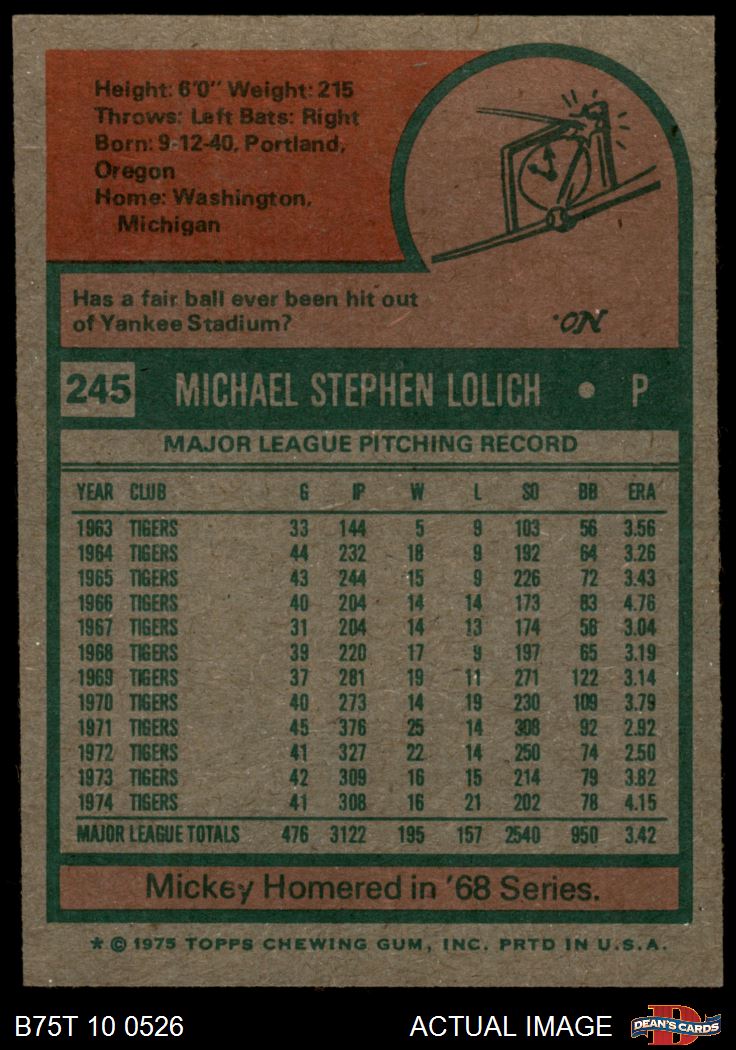 Height: 6'0" Weight: 215
Throws: Left Bats: Right
Born: 9-12-40, Portland,
Oregon
Home: Washington,
Michigan
Has a fair ball ever been hit out
of Yankee Stadium?
No.
245 MICHAEL STEPHEN LOLICH • P
MAJOR LEAGUE PITCHING RECORD
YEAR CLUB G IP W L SO BB ERA
1963 TIGERS 33 144 5 9 103 56 3.56
1964 TIGERS 44 232 18 9 192 64 3.26
1965 TIGERS 43 244 15 9 226 72 3.43
1966 TIGERS 40 204 14 14 173 83 4.76
1967 TIGERS 31 204 14 13 174 56 3.04
1968 TIGERS 39 220 17 9 197 65 3.19
1969 TIGERS 37 281 19 11 271 122 3.14
1970 TIGERS 40 273 14 19 230 109 3.79
1971 TIGERS 45 376 25 14 308 92 2.92
1972 TIGERS 41 327 22 14 250 74 2.50
1973 TIGERS 42 309 16 15 214 79 3.82
1974 TIGERS 41 308 16 21 202 78 4.15
MAJOR LEAGUE TOTALS 476 3122 195 157 2540 950 3.42
Mickey Homered in '68 Series.
* © 1975 TOPPS CHEWING GUM, INC. PRTD IN U.S.A.
B75T 10 0526 ACTUAL IMAGE D DEAN'S CARDS